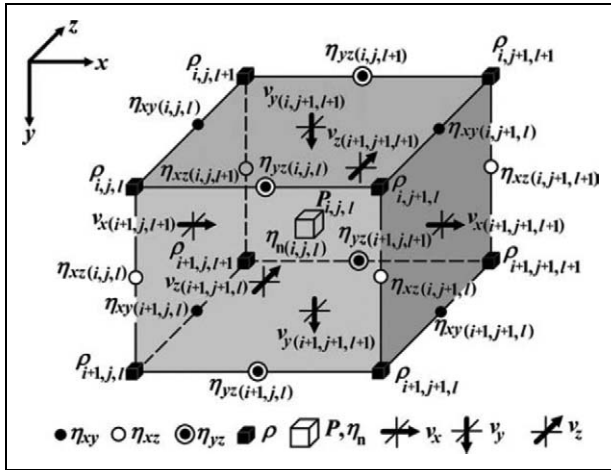 z
x
y
ρi,j,l+1
ηyz(i,j,l+1)
ρi,j+1,l+1
ηxy(i,j,l)
vy(i,j+1,l+1)
vz(i+1,j+1,l+1)
ηxy(i,j+1,l)
ρi,j,l
ηxz(i,j,l+1)
ηyz(i,j,l)
ρi,j+1,l
ηxz(i,j+1,l+1)
vx(i+1,j,l+1)
Pi,j,l
ηn(i,j,l)
vx(i+1,j+1,l+1)
ρi+1,j,l+1
ηyz(i+1,j,l+1)
ρi+1,j+1,l+1
ηxz(i,j,l)
vz(i+1,j+1,l)
ηxz(i,j+1,l)
ηxy(i+1,j,l)
vy(i+1,j+1,l+1)
ηxy(i+1,j+1,l)
ρi+1,j,l
ηyz(i+1,j,l)
ρi+1,j+1,l
ηxy ηxz ηyz ρ P, ηn vx vy vz